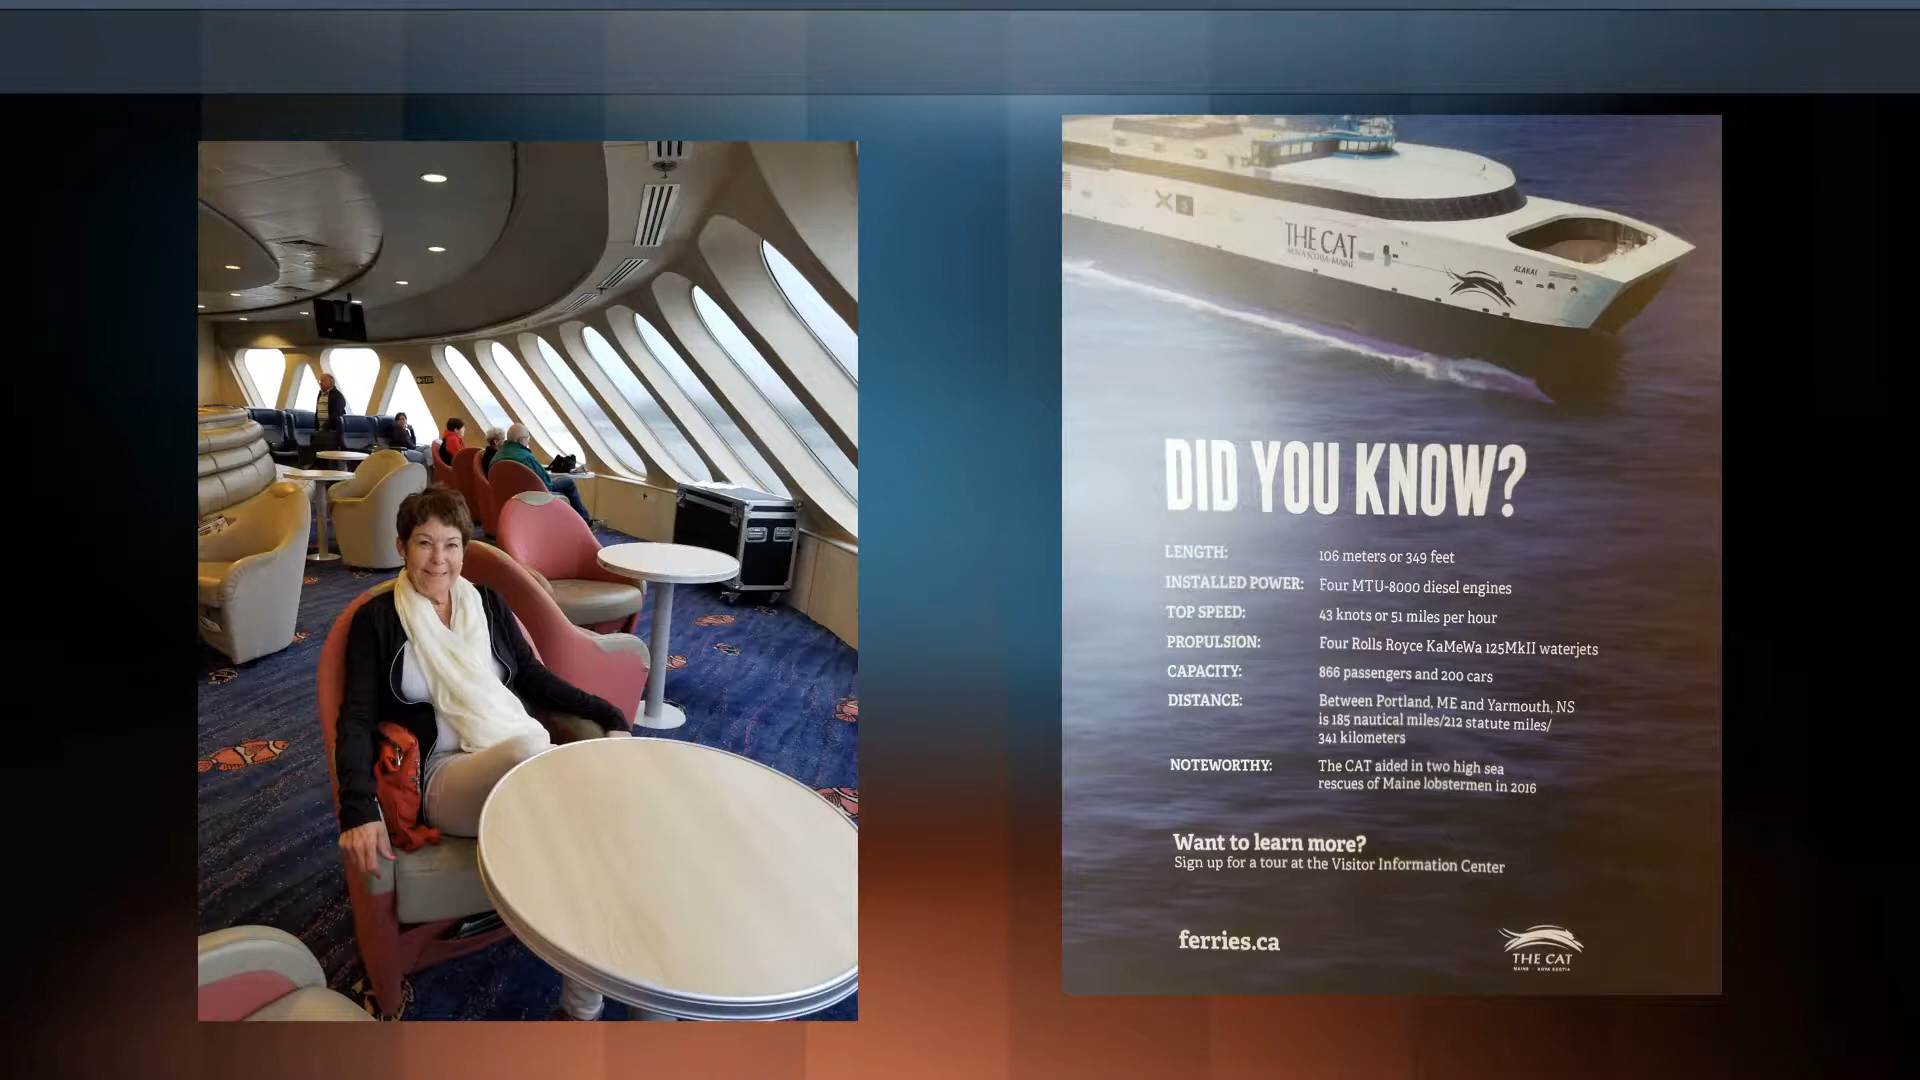 THE CAT
NOVA SCOTIA·MAINE
ALAKAI
DID YOU KNOW?
LENGTH: 106 meters or 349 feet
INSTALLED POWER: Four MTU-8000 diesel engines
TOP SPEED: 43 knots or 51 miles per hour
PROPULSION: Four Rolls Royce KaMeWa 125MkII waterjets
CAPACITY: 866 passengers and 200 cars
DISTANCE: Between Portland, ME and Yarmouth, NS
is 185 nautical miles/212 statute miles/
341 kilometers
NOTEWORTHY: The CAT aided in two high sea
rescues of Maine lobstermen in 2016
Want to learn more?
Sign up for a tour at the Visitor Information Center
ferries.ca
THE CAT
MAINE · NOVA SCOTIA